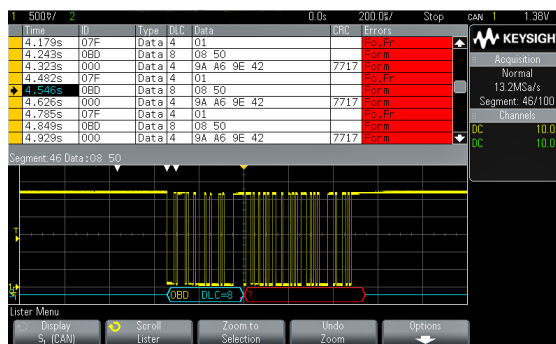 1 500▽/ 2 0.0s 200.0▽/ Stop CAN 1 1.38V
Time ID Type DLC Data CRC Errors
4.179s 07F Data 4 01 Fo,Fr
4.243s 0BD Data 8 08 50 Form
4.323s 000 Data 4 9A A6 9E 42 7717 Form
4.482s 07F Data 4 01 Fo,Fr
4.546s 0BD Data 8 08 50 Form
4.626s 000 Data 4 9A A6 9E 42 7717 Form
4.785s 07F Data 4 01 Fo,Fr
4.849s 0BD Data 8 08 50 Form
4.929s 000 Data 4 9A A6 9E 42 7717 Form
KEYSIGH
Acquisition
Normal
13.2MSa/s
Segment: 46/100
Channels
DC 10.0
DC 10.0
Segment:46 Data:08 50
T
S₁ 0BD DLC=8
Lister Menu
Display
S₁ (CAN)
Scroll
Lister
Zoom to
Selection
Undo
Zoom
Options